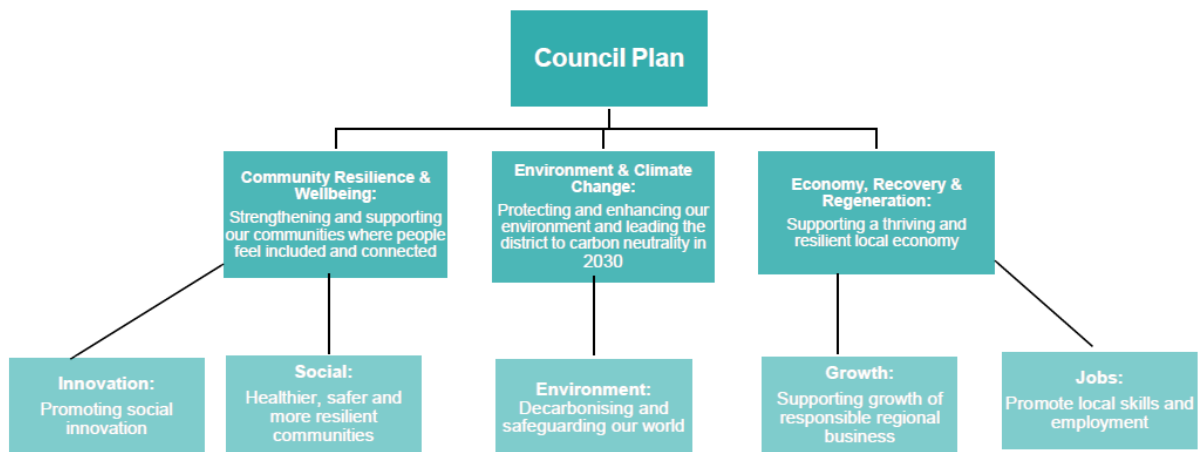 Council Plan
Community Resilience &
Wellbeing:
Strengthening and supporting
our communities where people
feel included and connected
Environment & Climate
Change:
Protecting and enhancing our
environment and leading the
district to carbon neutrality in
2030
Economy, Recovery &
Regeneration:
Supporting a thriving and
resilient local economy
Innovation:
Promoting social
innovation
Social:
Healthier, safer and
more resilient
communities
Environment:
Decarbonising and
safeguarding our world
Growth:
Supporting growth of
responsible regional
business
Jobs:
Promote local skills and
employment